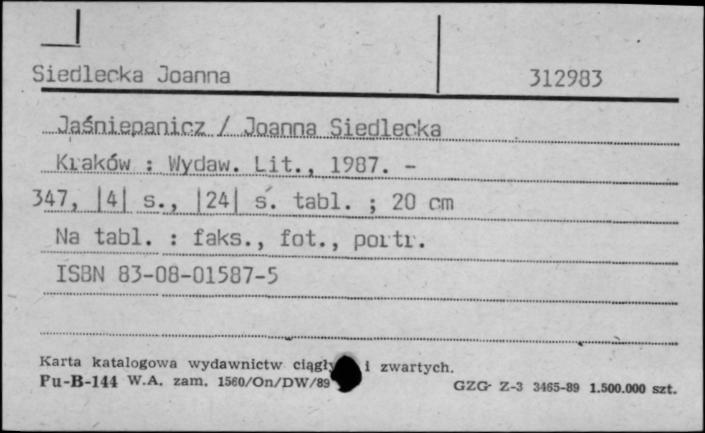 Siedlecka Joanna 312983
Jaśniepanicz / Joanna Siedlecka
Kraków : Wydaw. Lit., 1987. -
347, |4| s., |24| s. tabl. ; 20 cm
Na tabl. : faks., fot., portr.
ISBN 83-08-01587-5
Karta katalogowa wydawnictw i zwartych.
Pu-B-144 W.A. zam. 1560/On/DW/89 GZG Z-3 3465-89 1.500.000 szt.